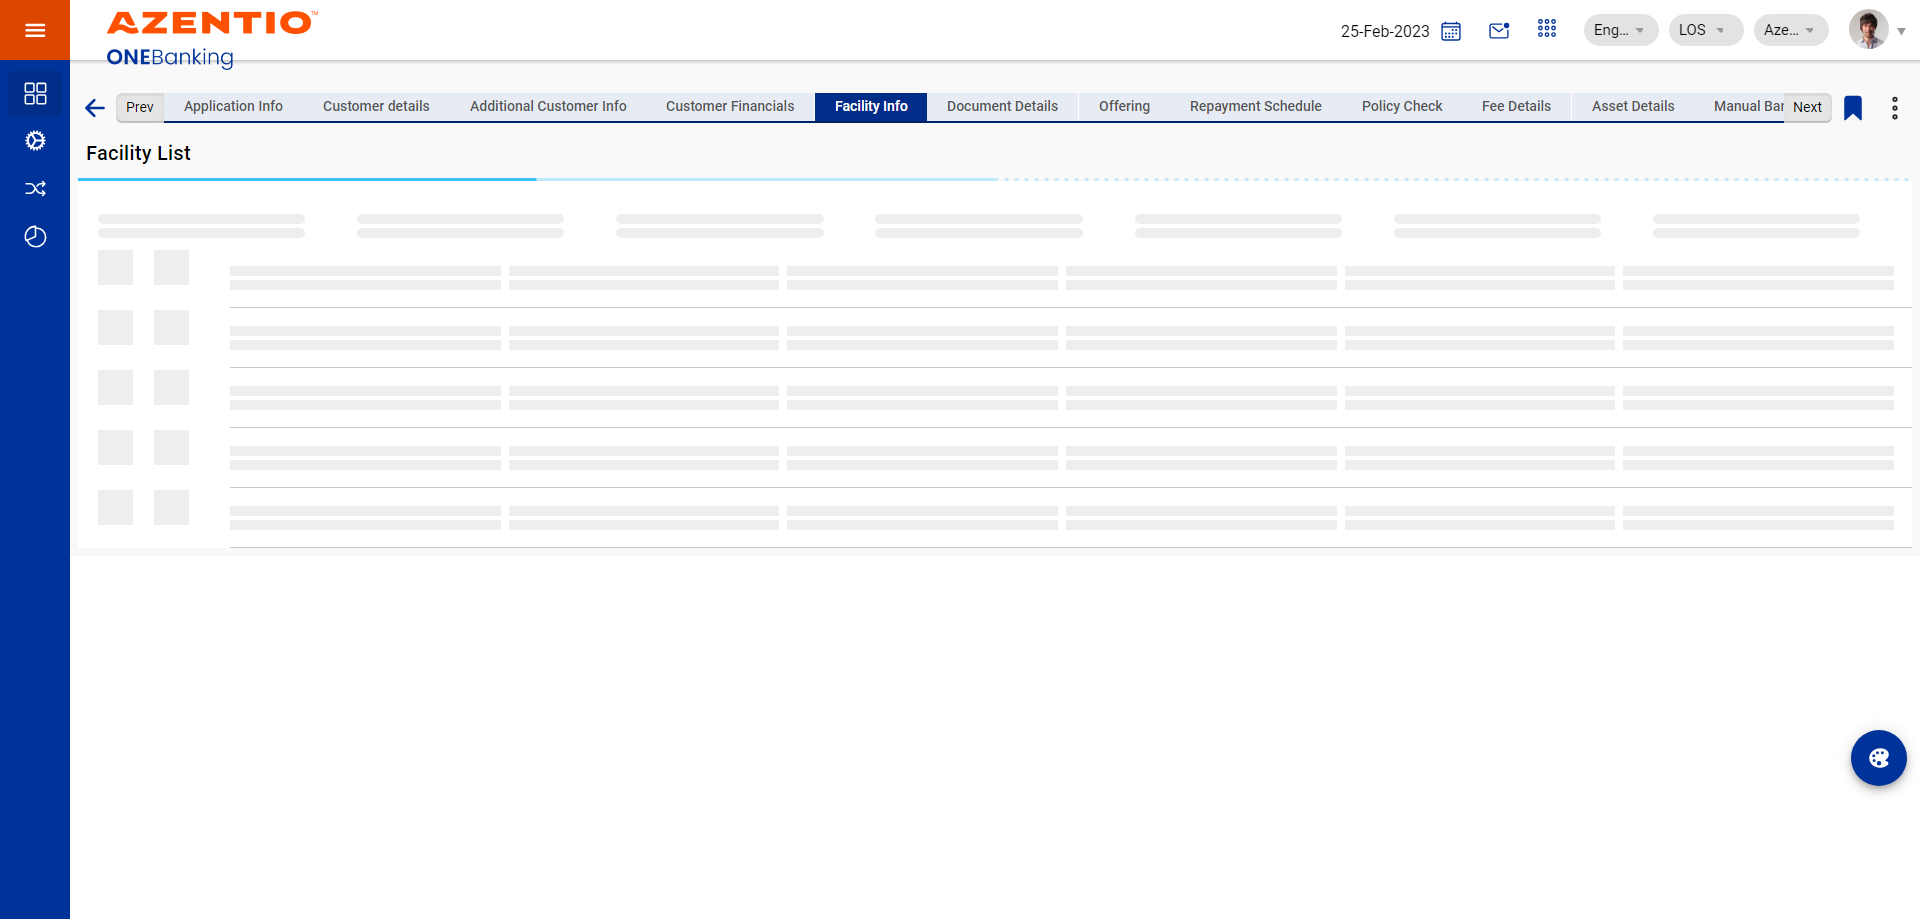 AZENTIO™
ONEBanking
25-Feb-2023
Eng...
LOS
Aze...
Prev
Application Info
Customer details
Additional Customer Info
Customer Financials
Facility Info
Document Details
Offering
Repayment Schedule
Policy Check
Fee Details
Asset Details
Manual Bar
Next
Facility List